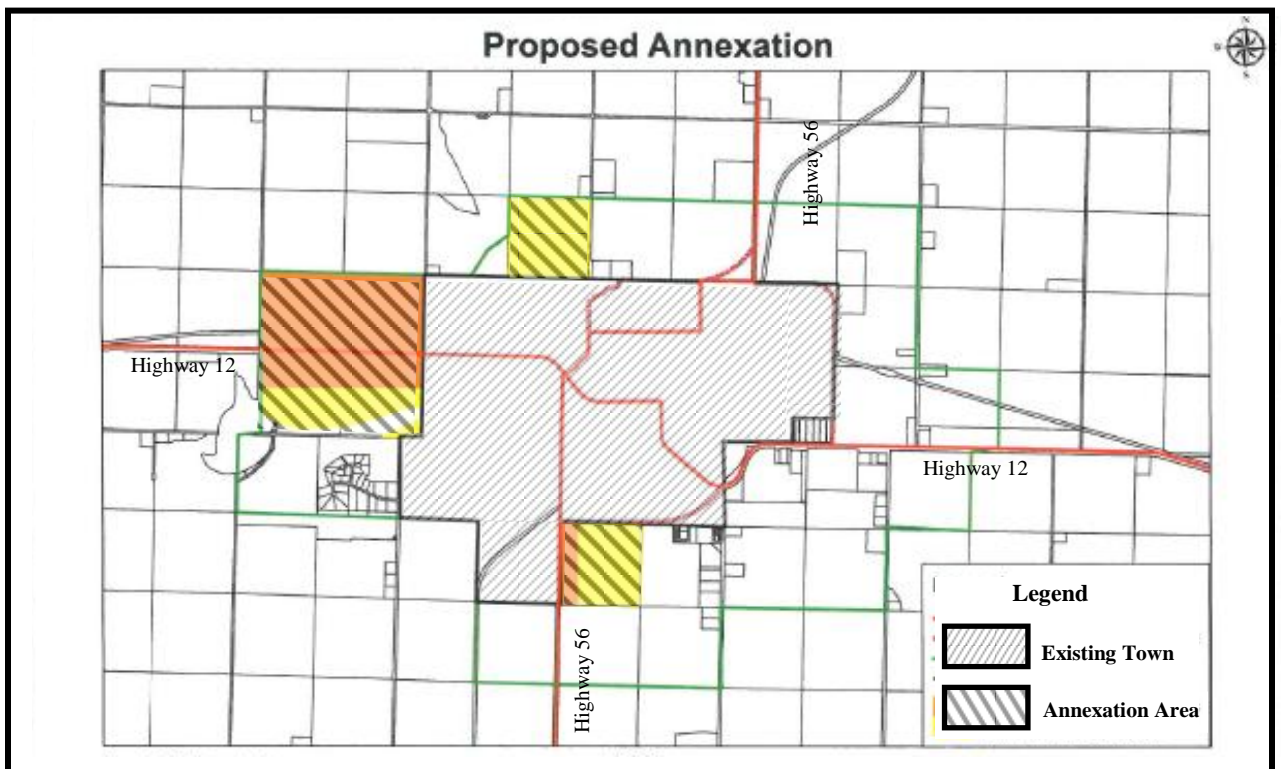 Proposed Annexation
N
S
Highway 56
Highway 12
Highway 12
Highway 56
Legend
Existing Town
Annexation Area